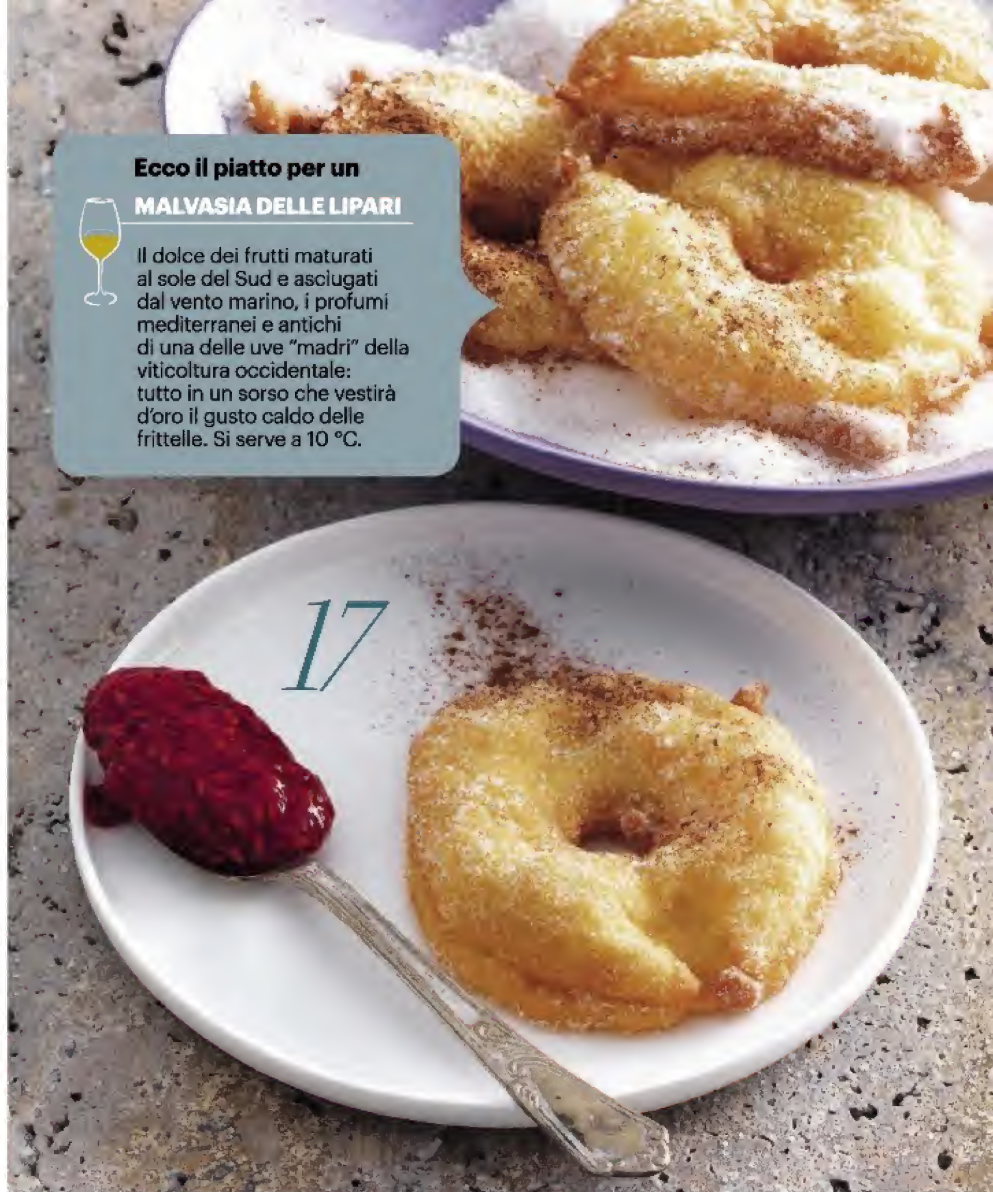 Ecco il piatto per un
MALVASIA DELLE LIPARI
Il dolce dei frutti maturati
al sole del Sud e asciugati
dal vento marino, i profumi
mediterranei e antichi
di una delle uve "madri" della
viticoltura occidentale:
tutto in un sorso che vestirà
d'oro il gusto caldo delle
frittelle. Si serve a 10 °C.
17